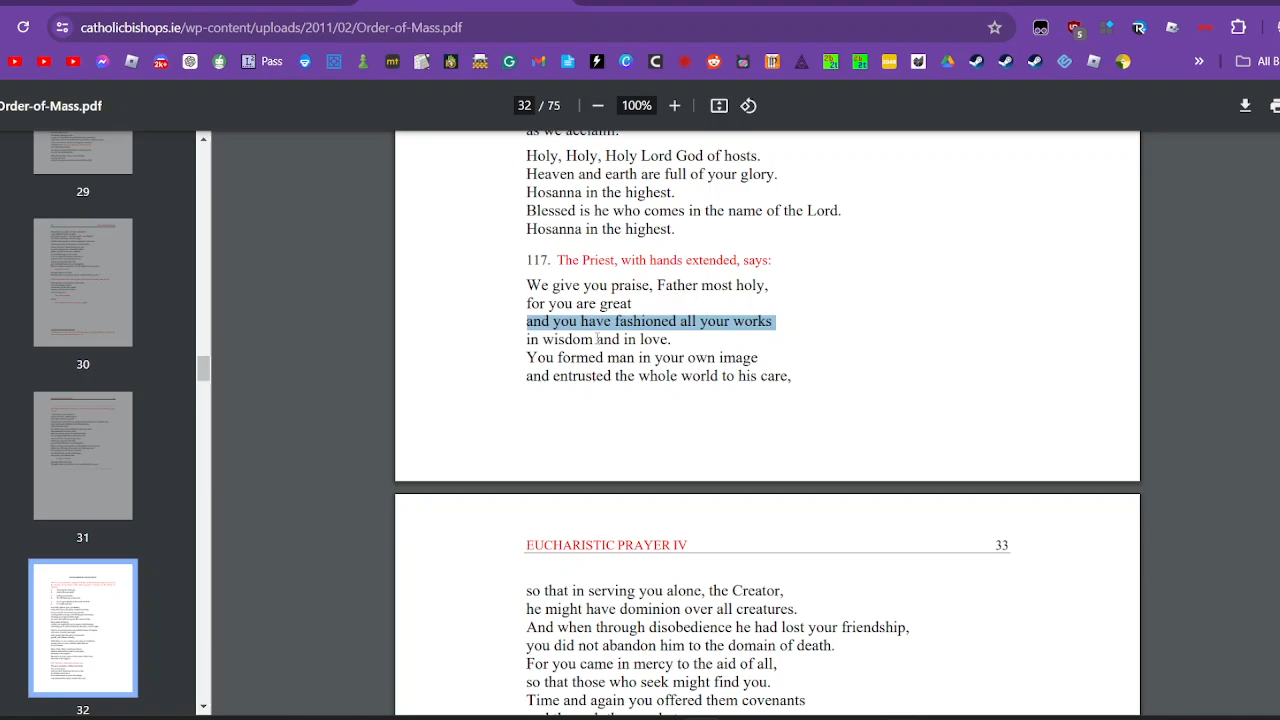 catholicbishops.ie/wp-content/uploads/2011/02/Order-of-Mass.pdf
5
2K+
Pass
mt
All B
Order-of-Mass.pdf
32 / 75
100%
29
30
31
32
as we acclaim.
Holy, Holy, Holy Lord God of hosts.
Heaven and earth are full of your glory.
Hosanna in the highest.
Blessed is he who comes in the name of the Lord.
Hosanna in the highest.
117. The Priest, with hands extended, says:
We give you praise, Father most holy,
for you are great
and you have fashioned all your works
in wisdom and in love.
You formed man in your own image
and entrusted the whole world to his care,
EUCHARISTIC PRAYER IV 33
so that in serving you alone, the Creator,
he might have dominion over all creatures.
And when through disobedience he had lost your friendship,
you did not abandon him to the domain of death.
For you came in mercy to the aid of all,
so that those who seek might find you.
Time and again you offered them covenants